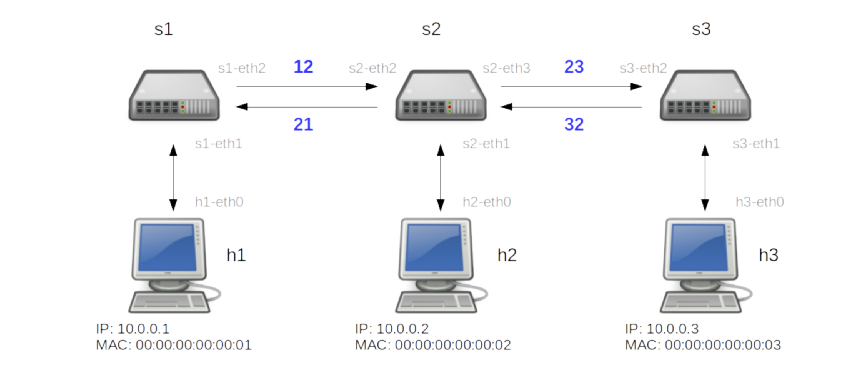 s1
s2
s3
s1-eth2
12
s2-eth2
s2-eth3
23
s3-eth2
21
32
s1-eth1
s2-eth1
s3-eth1
h1-eth0
h2-eth0
h3-eth0
h1
h2
h3
IP: 10.0.0.1
MAC: 00:00:00:00:00:01
IP: 10.0.0.2
MAC: 00:00:00:00:00:02
IP: 10.0.0.3
MAC: 00:00:00:00:00:03